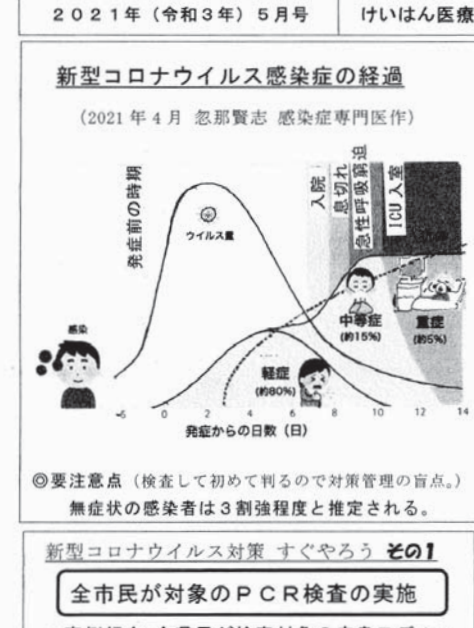 2021年（令和3年）5月号
けいはん医療
新型コロナウイルス感染症の経過
（2021年4月 忽那賢志 感染症専門医作）
発症前の時期
入院
息切れ
急性呼吸窮迫
ICU入室
ウイルス量
感染
中等症
(約15%)
重症
(約5%)
軽症
(約80%)
-6 0 2 4 6 8 10 12 14
発症からの日数（日）
◎要注意点（検査して初めて判るので対策管理の盲点。）
無症状の感染者は3割強程度と推定される。
新型コロナウイルス対策 すぐやろう その1
全市民が対象のPCR検査の実施